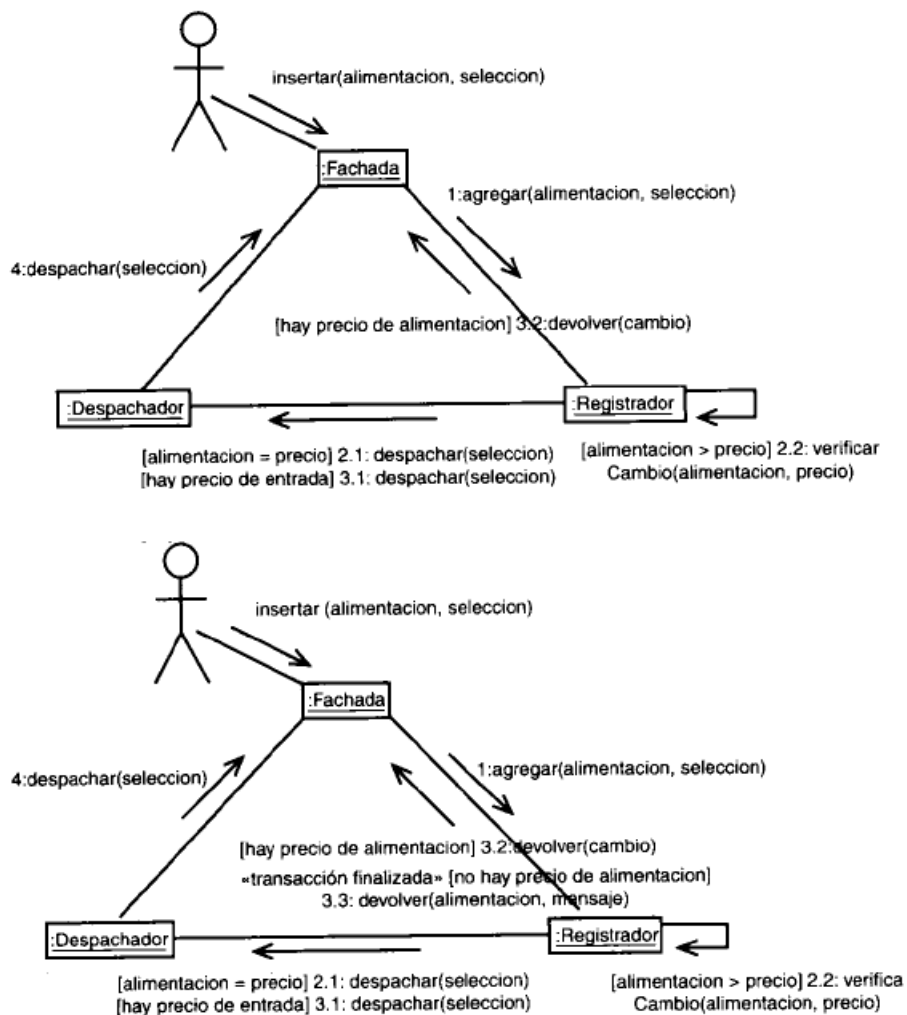 insertar(alimentacion, seleccion)
:Fachada
1:agregar(alimentacion, seleccion)
4:despachar(seleccion)
[hay precio de alimentacion] 3.2:devolver(cambio)
:Despachador
:Registrador
[alimentacion = precio] 2.1: despachar(seleccion)
[hay precio de entrada] 3.1: despachar(seleccion)
[alimentacion > precio] 2.2: verificar
Cambio(alimentacion, precio)
insertar (alimentacion, seleccion)
:Fachada
1:agregar(alimentacion, seleccion)
4:despachar(seleccion)
[hay precio de alimentacion] 3.2:devolver(cambio)
«transacción finalizada» [no hay precio de alimentacion]
3.3: devolver(alimentacion, mensaje)
:Despachador
:Registrador
[alimentacion = precio] 2.1: despachar(seleccion)
[hay precio de entrada] 3.1: despachar(seleccion)
[alimentacion > precio] 2.2: verifica
Cambio(alimentacion, precio)